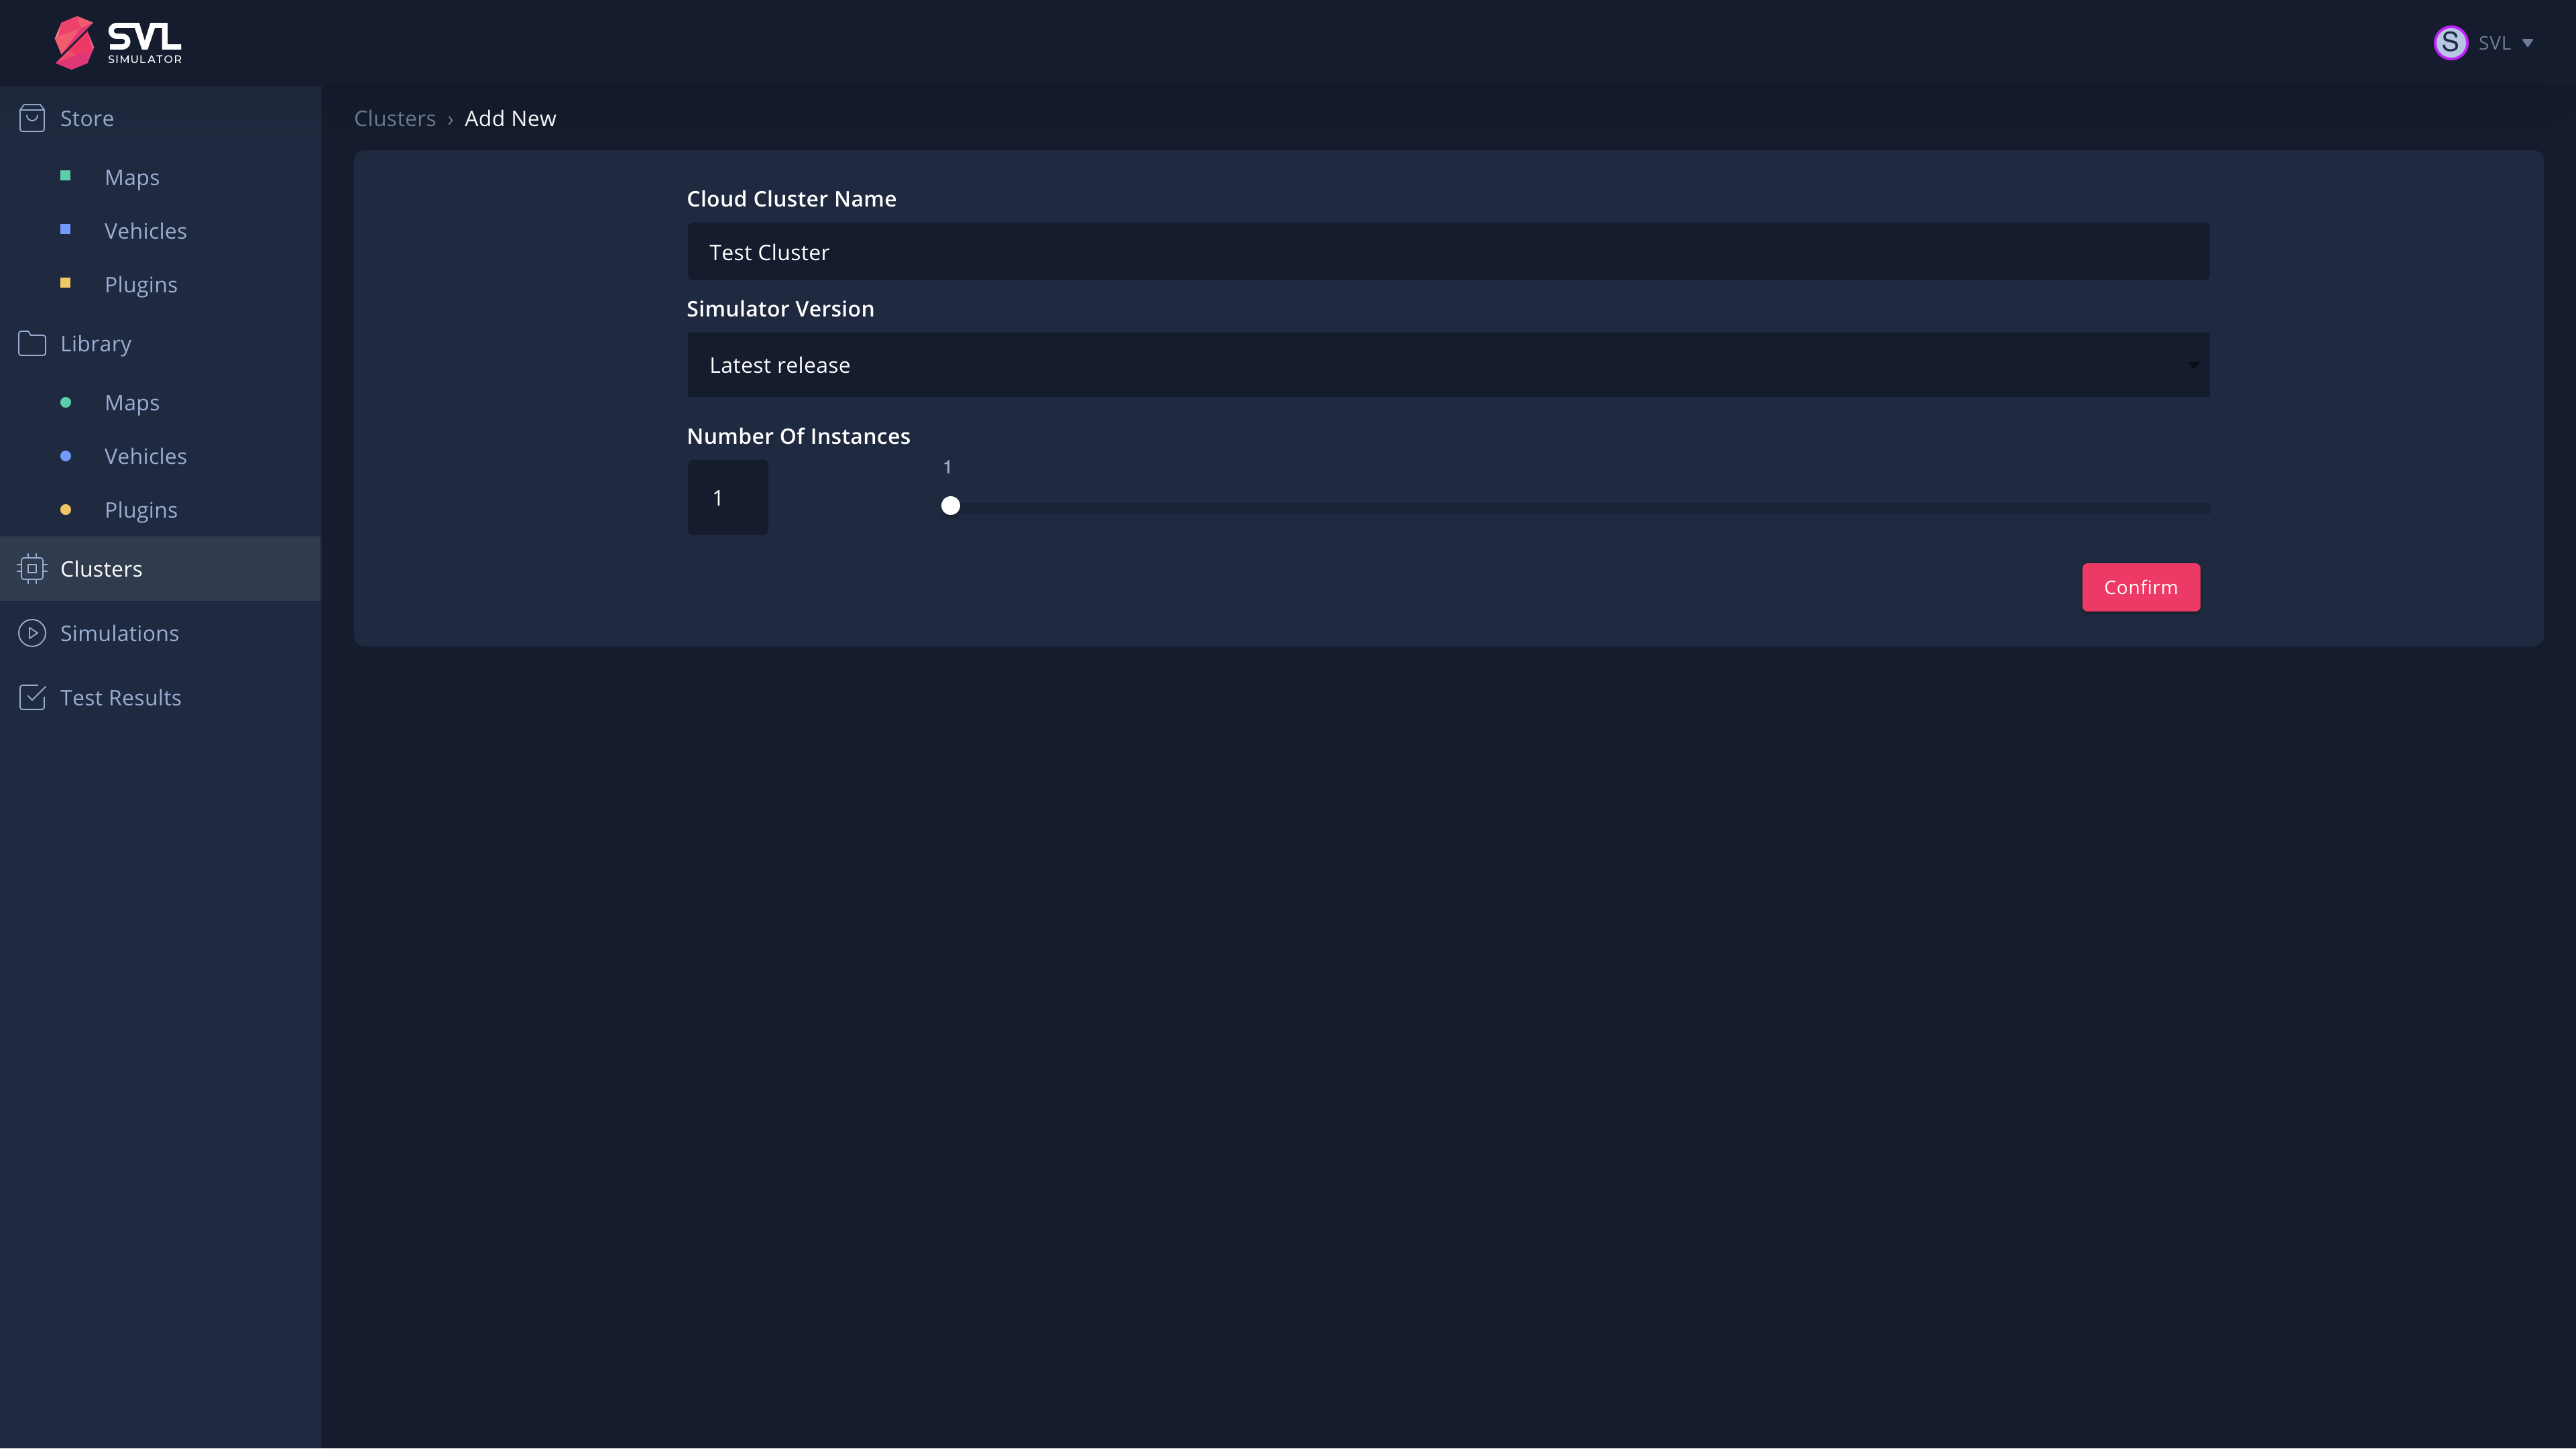 SVL
SIMULATOR
S SVL
Store
Maps
Vehicles
Plugins
Library
Maps
Vehicles
Plugins
Clusters
Simulations
Test Results
Clusters › Add New
Cloud Cluster Name
Test Cluster
Simulator Version
Latest release
Number Of Instances
1
1
Confirm